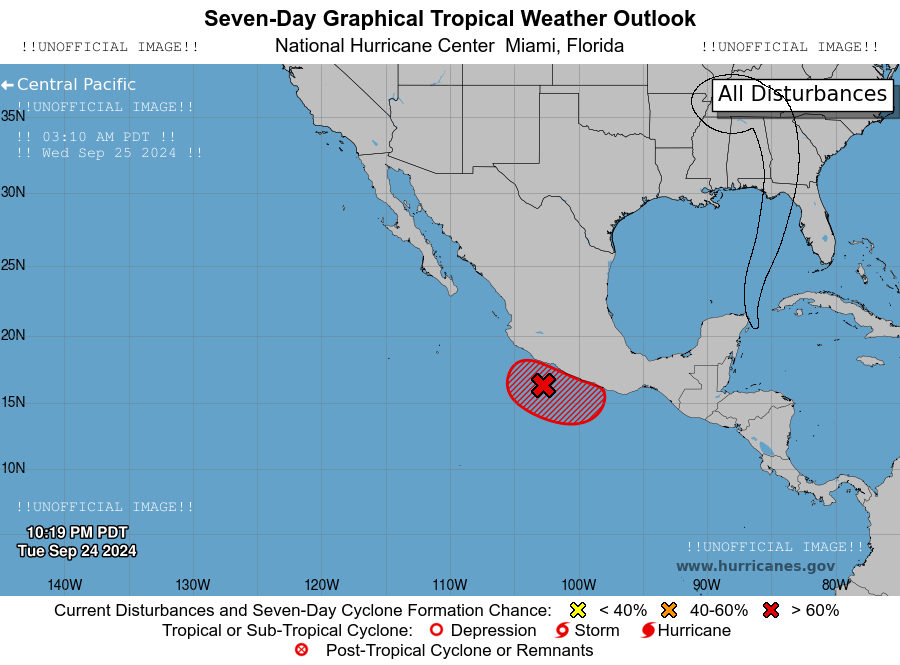 Seven-Day Graphical Tropical Weather Outlook
!!UNOFFICIAL IMAGE!! National Hurricane Center Miami, Florida !!UNOFFICIAL IMAGE!!
Central Pacific
All Disturbances
!!UNOFFICIAL IMAGE!!
35N
!! 03:10 AM PDT !!
!! Wed Sep 25 2024 !!
30N
25N
20N
15N
10N
!!UNOFFICIAL IMAGE!!
10:19 PM PDT
Tue Sep 24 2024
!!UNOFFICIAL IMAGE!!
www.hurricanes.gov
140W 130W 120W 110W 100W 90W 80W
Current Disturbances and Seven-Day Cyclone Formation Chance: < 40% 40-60% > 60%
Tropical or Sub-Tropical Cyclone: Depression Storm Hurricane
Post-Tropical Cyclone or Remnants